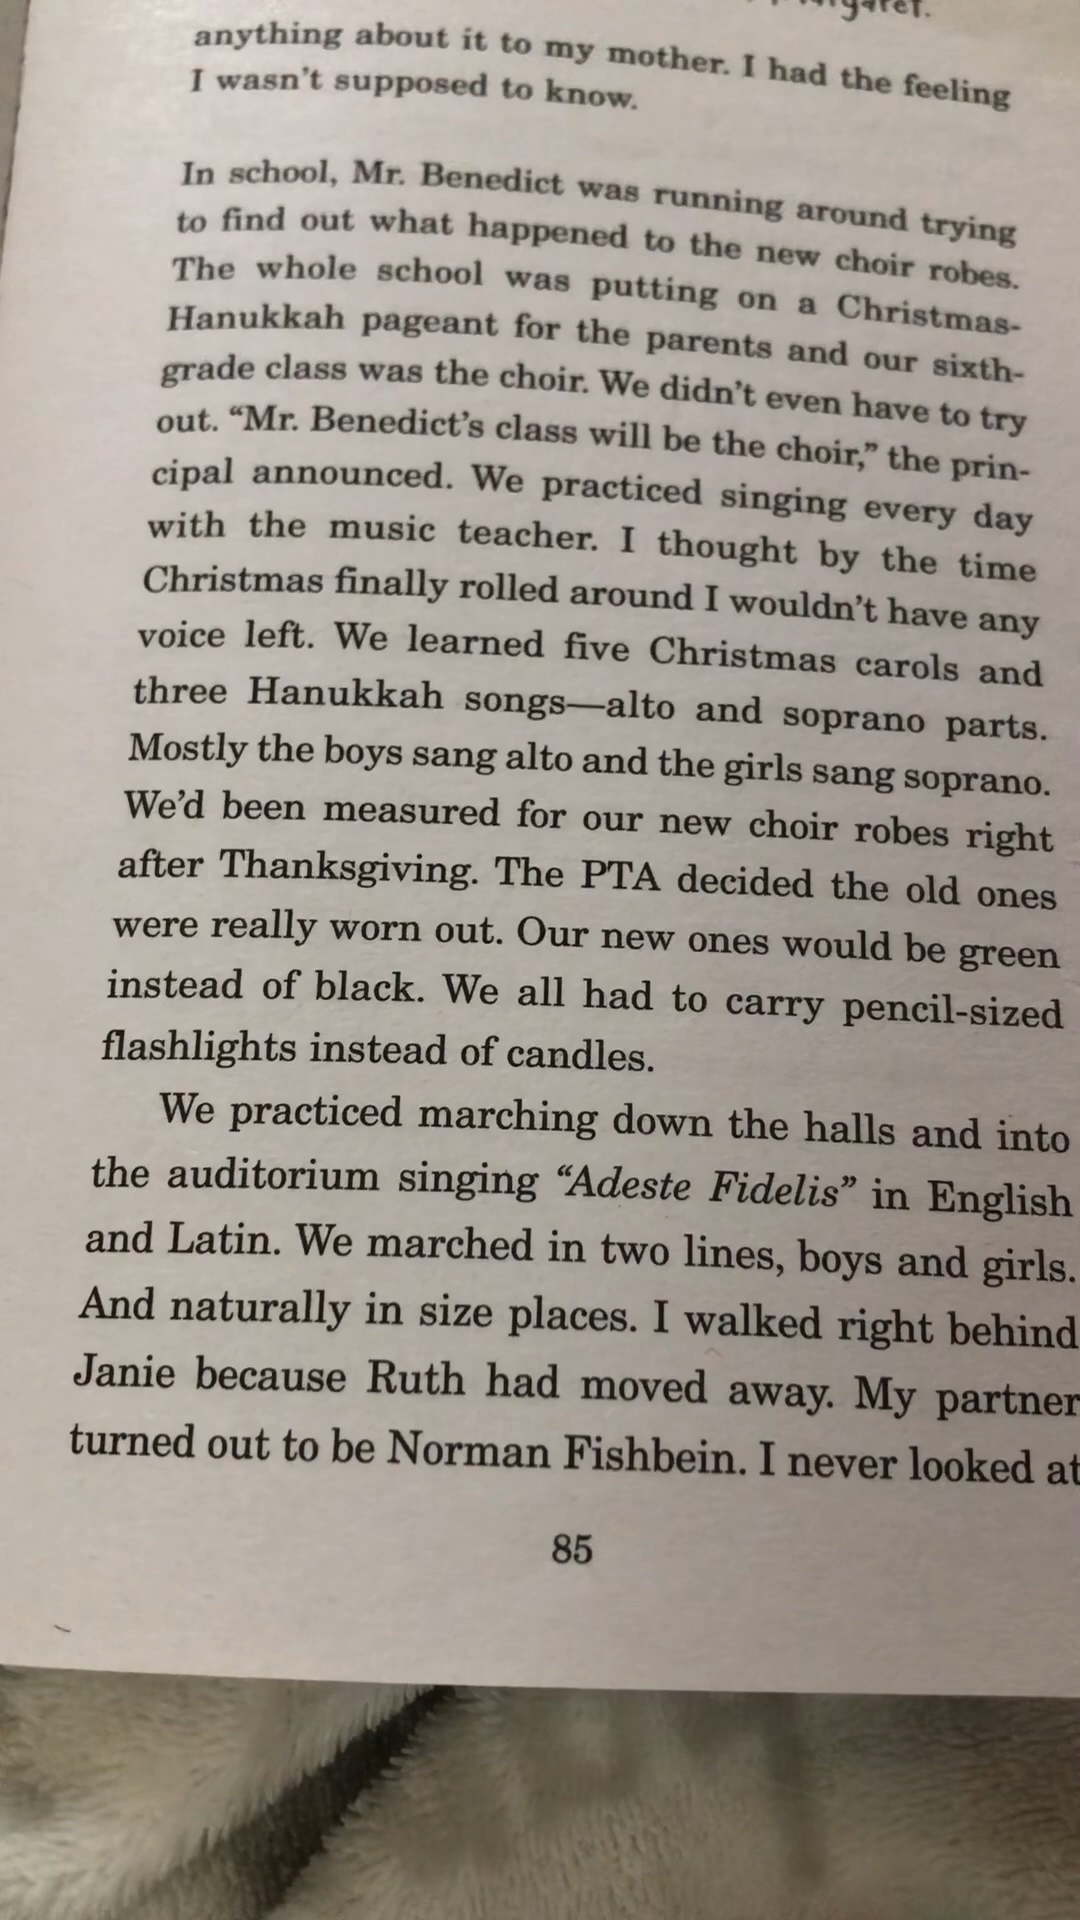 anything about it to my mother. I had the feeling
I wasn't supposed to know.
In school, Mr. Benedict was running around trying
to find out what happened to the new choir robes.
The whole school was putting on a Christmas-
Hanukkah pageant for the parents and our sixth-
grade class was the choir. We didn't even have to try
out. “Mr. Benedict's class will be the choir,” the prin-
cipal announced. We practiced singing every day
with the music teacher. I thought by the time
Christmas finally rolled around I wouldn't have any
voice left. We learned five Christmas carols and
three Hanukkah songs—alto and soprano parts.
Mostly the boys sang alto and the girls sang soprano.
We'd been measured for our new choir robes right
after Thanksgiving. The PTA decided the old ones
were really worn out. Our new ones would be green
instead of black. We all had to carry pencil-sized
flashlights instead of candles.
We practiced marching down the halls and into
the auditorium singing “Adeste Fidelis” in English
and Latin. We marched in two lines, boys and girls.
And naturally in size places. I walked right behind
Janie because Ruth had moved away. My partner
turned out to be Norman Fishbein. I never looked at
85